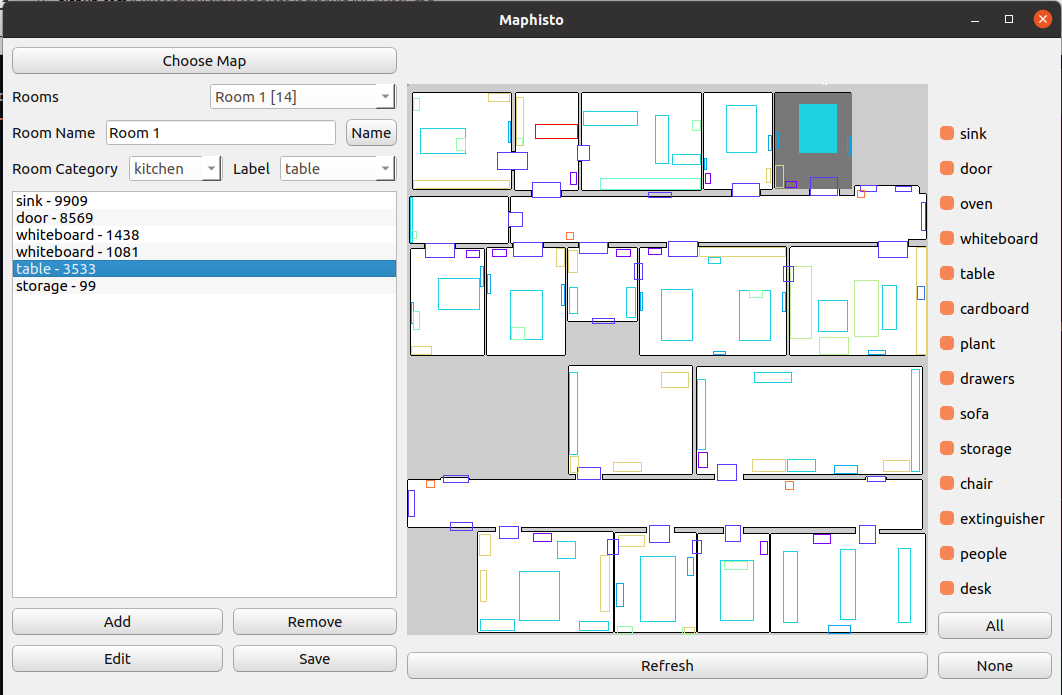 Maphisto
Choose Map
Rooms
Room 1 [14]
Room Name
Room 1
Name
Room Category
kitchen
Label
table
sink - 9909
door - 8569
whiteboard - 1438
whiteboard - 1081
table - 3533
storage - 99
Add
Remove
Edit
Save
Refresh
sink
door
oven
whiteboard
table
cardboard
plant
drawers
sofa
storage
chair
extinguisher
people
desk
All
None